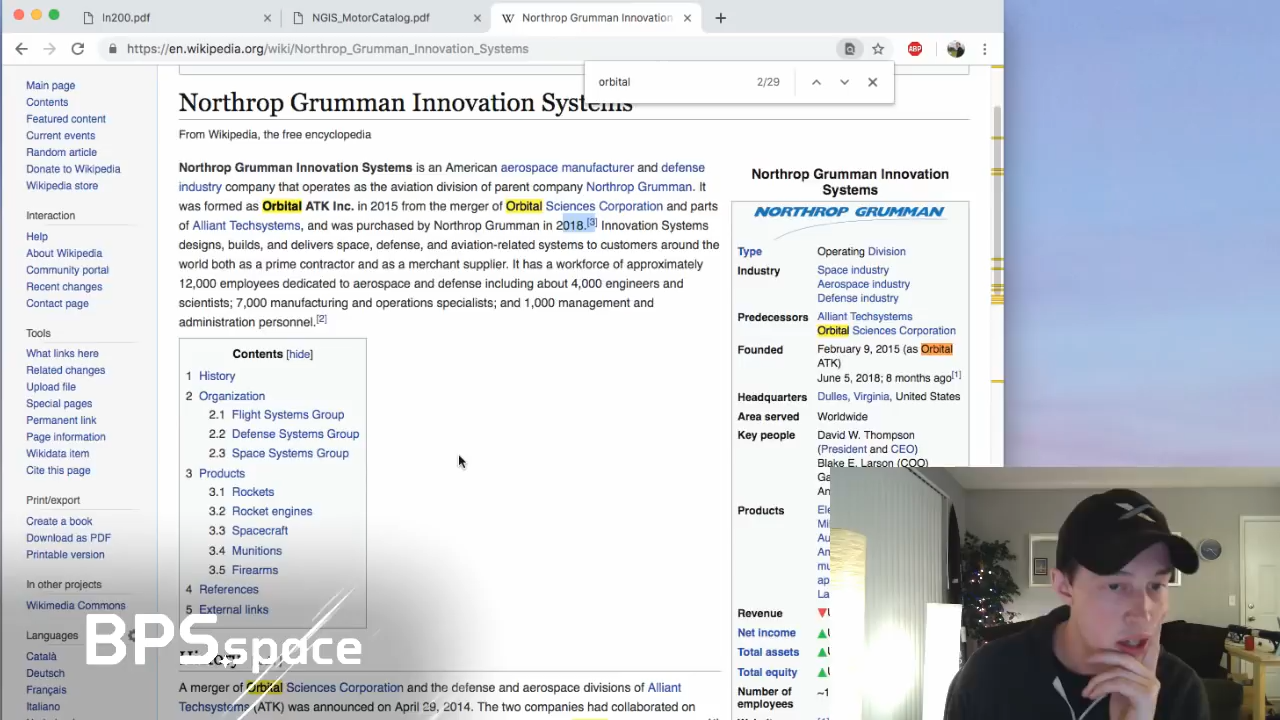 In200.pdf
NGIS_MotorCatalog.pdf
Northrop Grumman Innovation
https://en.wikipedia.org/wiki/Northrop_Grumman_Innovation_Systems
ABP
orbital 2/29
Main page
Contents
Featured content
Current events
Random article
Donate to Wikipedia
Wikipedia store
Interaction
Help
About Wikipedia
Community portal
Recent changes
Contact page
Tools
What links here
Related changes
Upload file
Special pages
Permanent link
Page information
Wikidata item
Cite this page
Print/export
Create a book
Download as PDF
Printable version
In other projects
Wikimedia Commons
Languages
Català
Deutsch
Français
Italiano
Northrop Grumman Innovation Systems
From Wikipedia, the free encyclopedia
Northrop Grumman Innovation Systems is an American aerospace manufacturer and defense
industry company that operates as the aviation division of parent company Northrop Grumman. It
was formed as Orbital ATK Inc. in 2015 from the merger of Orbital Sciences Corporation and parts
of Alliant Techsystems, and was purchased by Northrop Grumman in 2018.[3] Innovation Systems
designs, builds, and delivers space, defense, and aviation-related systems to customers around the
world both as a prime contractor and as a merchant supplier. It has a workforce of approximately
12,000 employees dedicated to aerospace and defense including about 4,000 engineers and
scientists; 7,000 manufacturing and operations specialists; and 1,000 management and
administration personnel.[2]
Contents [hide]
1 History
2 Organization
2.1 Flight Systems Group
2.2 Defense Systems Group
2.3 Space Systems Group
3 Products
3.1 Rockets
3.2 Rocket engines
3.3 Spacecraft
3.4 Munitions
3.5 Firearms
4 References
5 External links
A merger of Orbital Sciences Corporation and the defense and aerospace divisions of Alliant
Techsystems (ATK) was announced on April 29, 2014. The two companies had collaborated on
Northrop Grumman Innovation
Systems
NORTHROP GRUMMAN
Type Operating Division
Industry Space industry
Aerospace industry
Defense industry
Predecessors Alliant Techsystems
Orbital Sciences Corporation
Founded February 9, 2015 (as Orbital
ATK)
June 5, 2018; 8 months ago[1]
Headquarters Dulles, Virginia, United States
Area served Worldwide
Key people David W. Thompson
(President and CEO)
Blake E. Larson (COO)
Products
Revenue
Net income
Total assets
Total equity
Number of
employees
BPSspace